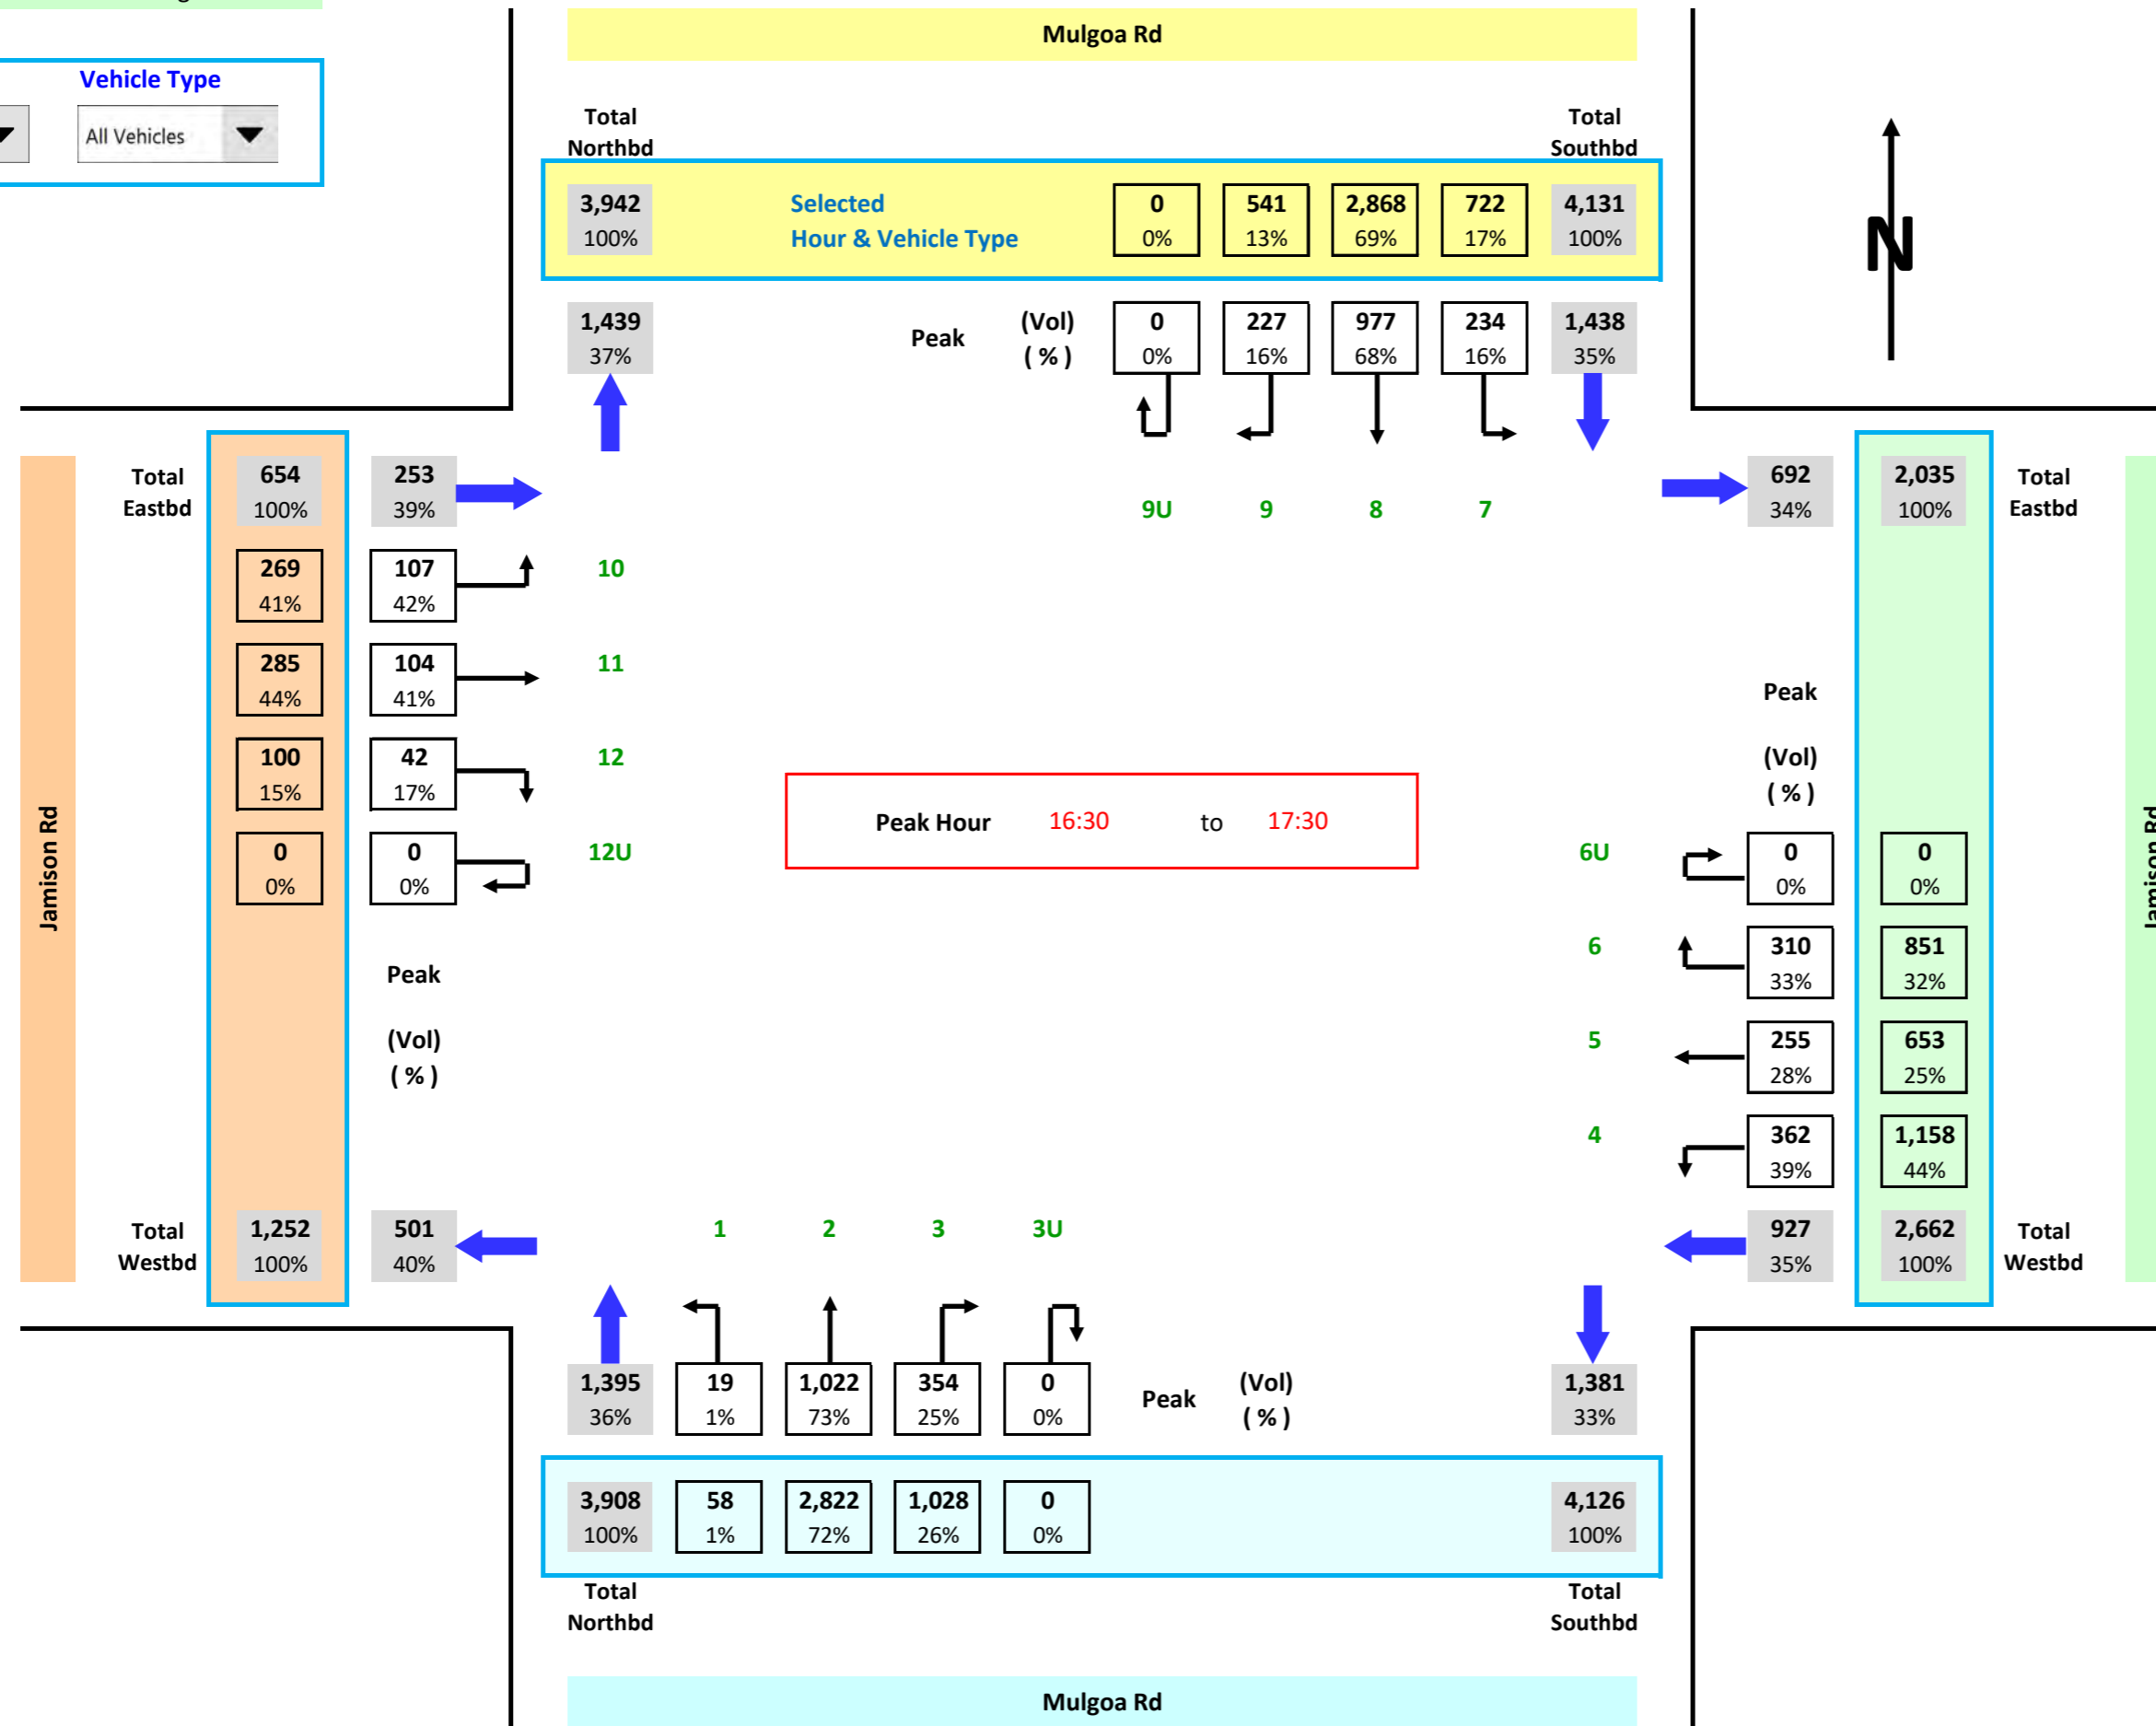 Mulgoa Rd
Vehicle Type
All Vehicles
Total Total
Northbd Southbd
3,942 Selected 0 541 2,868 722 4,131
100% Hour & Vehicle Type 0% 13% 69% 17% 100%
N
1,439 Peak (Vol) 0 227 977 234 1,438
37% ( % ) 0% 16% 68% 16% 35%
Total 654 253 692 2,035 Total
Eastbd 100% 39% 9U 9 8 7 34% 100% Eastbd
269 107 10
41% 42%
285 104 11
44% 41%
Peak
100 42 12 (Vol)
15% 17% ( % )
Jamison Rd
Jamison Rd
Peak Hour 16:30 to 17:30
0 0 12U 6U 0 0
0% 0% 0% 0%
Peak 6 310 851
33% 32%
(Vol) 5 255 653
( % ) 28% 25%
4 362 1,158
39% 44%
Total 1,252 501 1 2 3 3U 927 2,662 Total
Westbd 100% 40% 35% 100% Westbd
1,395 19 1,022 354 0 Peak (Vol) 1,381
36% 1% 73% 25% 0% ( % ) 33%
3,908 58 2,822 1,028 0 4,126
100% 1% 72% 26% 0% 100%
Total Total
Northbd Southbd
Mulgoa Rd